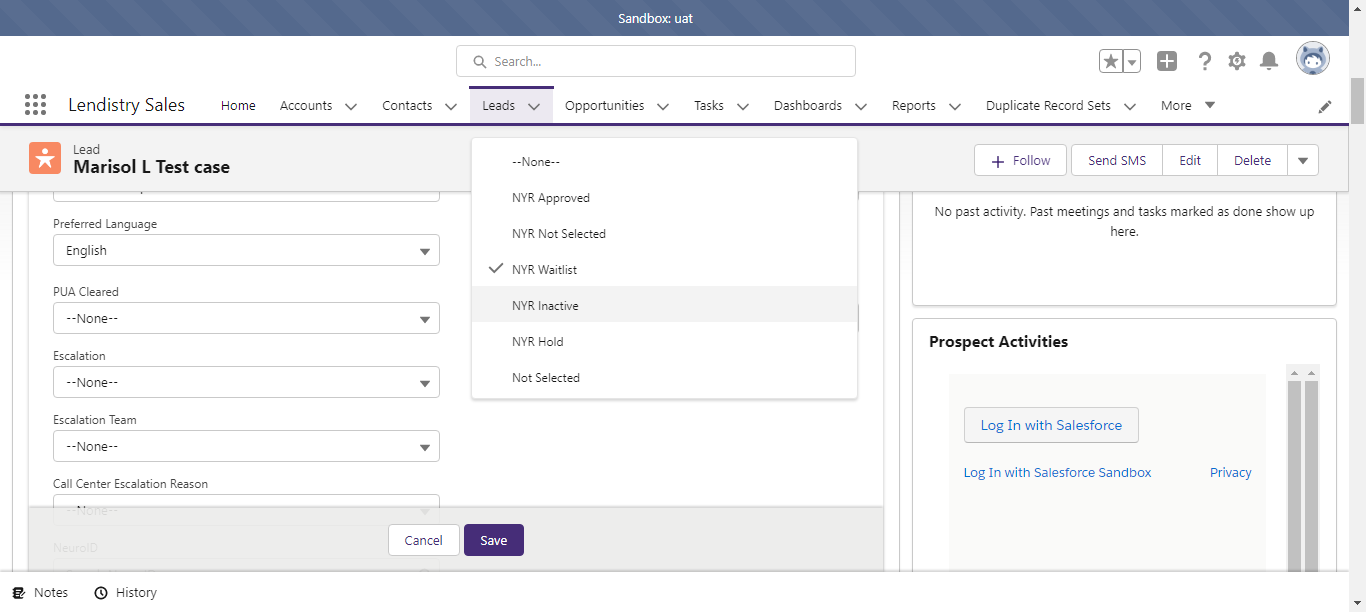 Sandbox: uat
Search...
Lendistry Sales
Home
Accounts
Contacts
Leads
Opportunities
Tasks
Dashboards
Reports
Duplicate Record Sets
More
Lead
Marisol L Test case
Follow
Send SMS
Edit
Delete
Preferred Language
English
PUA Cleared
--None--
Escalation
--None--
Escalation Team
--None--
Call Center Escalation Reason
--None--
NeuroID
--None--
NYR Approved
NYR Not Selected
NYR Waitlist
NYR Inactive
NYR Hold
Not Selected
Cancel
Save
No past activity. Past meetings and tasks marked as done show up
here.
Prospect Activities
Log In with Salesforce
Log In with Salesforce Sandbox
Privacy
Notes
History